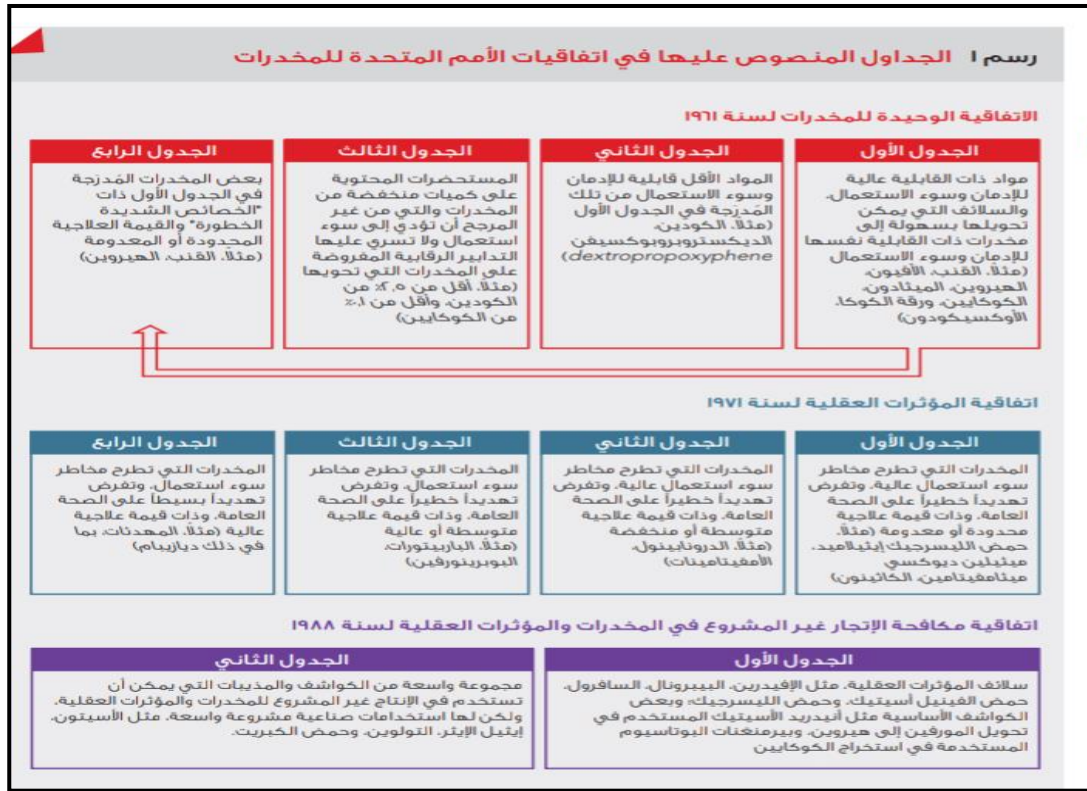 رسم ١ الجداول المنصوص عليها في اتفاقيات الأمم المتحدة للمخدرات
الاتفاقية الوحيدة للمخدرات لسنة ١٩٦١
الجدول الأول
مواد ذات القابلية عالية
للإدمان وسوء الاستعمال،
والسلائف التي يمكن
تحويلها بسهولة إلى
مخدرات ذات القابلية نفسها
للإدمان وسوء الاستعمال
(مثلاً، القنب، الأفيون،
الهيروين، الميثادون،
الكوكايين، ورقة الكوكا،
الأوكسيكودون)
الجدول الثاني
المواد الأقل قابلية للإدمان
وسوء الاستعمال من تلك
المُدرَجة في الجدول الأول
(مثلاً، الكودين،
الديكستروبروبوكسيفن
dextropropoxyphene)
الجدول الثالث
المستحضرات المحتوية
على كميات منخفضة من
المخدرات والتي من غير
المرجح أن تؤدي إلى سوء
استعمال ولا تسري عليها
التدابير الرقابية المفروضة
على المخدرات التي تحويها
(مثلاً، أقل من ٢,٥٪ من
الكودين، وأقل من ٠,١٪
من الكوكايين)
الجدول الرابع
بعض المخدرات المُدرَجة
في الجدول الأول ذات
"الخصائص الشديدة
الخطورة" والقيمة العلاجية
المحدودة أو المعدومة
(مثلاً، القنب، الهيروين)
اتفاقية المؤثرات العقلية لسنة ١٩٧١
الجدول الأول
المخدرات التي تطرح مخاطر
سوء استعمال عالية، وتفرض
تهديداً خطيراً على الصحة
العامة، وذات قيمة علاجية
محدودة أو معدومة (مثلاً،
حمض الليسرجيك إيثيلاميد،
ميثيلين ديوكسي
ميثامفيتامين، الكاثينون)
الجدول الثاني
المخدرات التي تطرح مخاطر
سوء استعمال عالية، وتفرض
تهديداً خطيراً على الصحة
العامة، وذات قيمة علاجية
متوسطة أو منخفضة
(مثلاً، الدرونابينول،
الأمفيتامينات)
الجدول الثالث
المخدرات التي تطرح مخاطر
سوء استعمال، وتفرض
تهديداً خطيراً على الصحة
العامة، وذات قيمة علاجية
متوسطة أو عالية
(مثلاً، الباربيتورات،
البوبرينورفين)
الجدول الرابع
المخدرات التي تطرح مخاطر
سوء استعمال، وتفرض
تهديداً بسيطاً على الصحة
العامة، وذات قيمة علاجية
عالية (مثلاً، المهدئات، بما
في ذلك ديازيبام)
اتفاقية مكافحة الإتجار غير المشروع في المخدرات والمؤثرات العقلية لسنة ١٩٨٨
الجدول الأول
سلائف المؤثرات العقلية، مثل الإفيدرين، البيبرونال، السافرول،
حمض الفينيل أسيتيك، وحمض الليسرجيك؛ وبعض
الكواشف الأساسية مثل أنيدريد الأسيتيك المستخدم في
تحويل المورفين إلى هيروين، وبيرمنغنات البوتاسيوم
المستخدمة في استخراج الكوكايين
الجدول الثاني
مجموعة واسعة من الكواشف والمذيبات التي يمكن أن
تستخدم في الإنتاج غير المشروع للمخدرات والمؤثرات العقلية،
ولكن لها استخدامات صناعية مشروعة واسعة، مثل الأسيتون،
إيثيل الإيثر، التولوين، وحمض الكبريت.